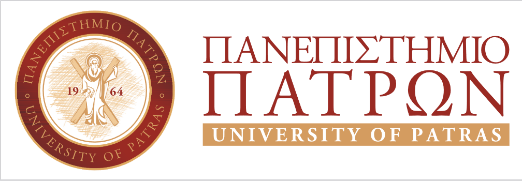 ΠΑΝΕΠΙΣΤΗΜΙΟ ΠΑΤΡΩΝ
19 64
UNIVERSITY OF PATRAS
ΠΑΝΕΠΙΣΤΗΜΙΟ
ΠΑΤΡΩΝ
UNIVERSITY OF PATRAS